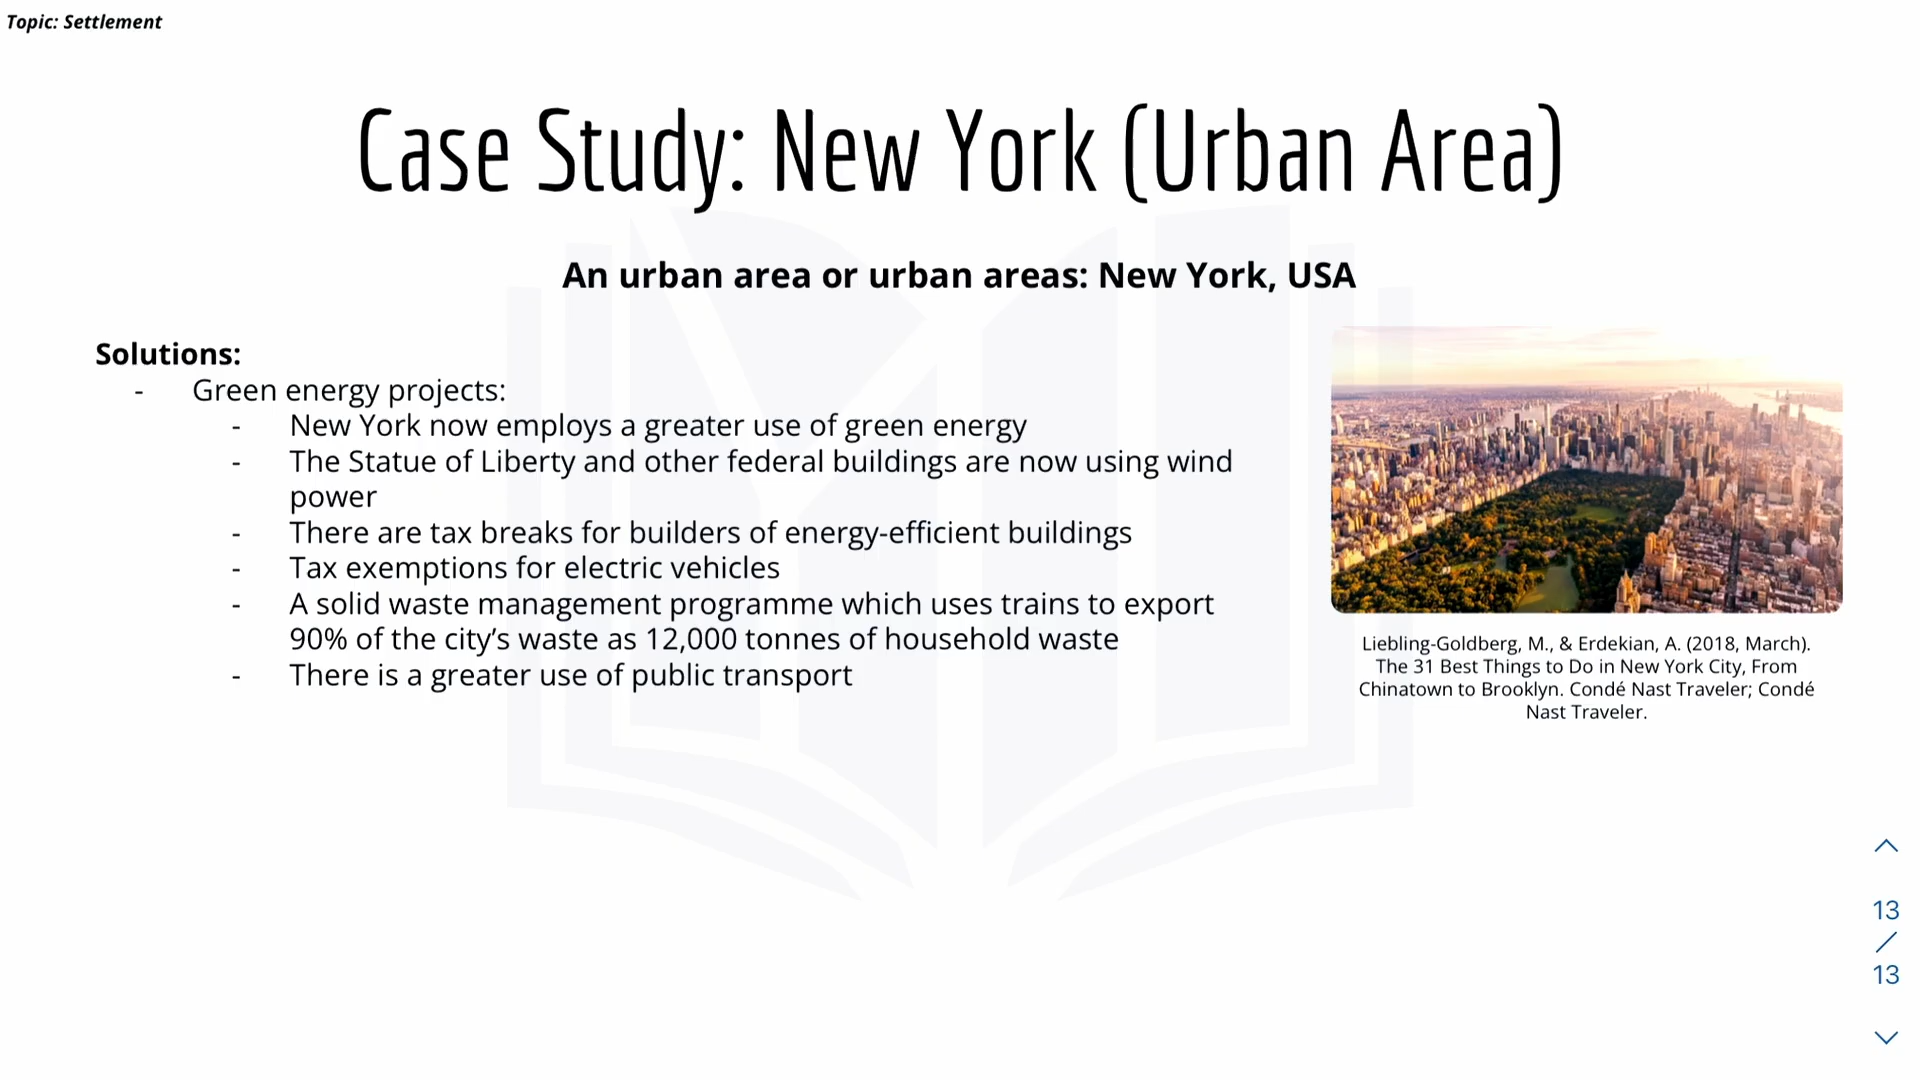 Topic: Settlement
Case Study: New York (Urban Area)
An urban area or urban areas: New York, USA
Solutions:
- Green energy projects:
- New York now employs a greater use of green energy
- The Statue of Liberty and other federal buildings are now using wind
power
- There are tax breaks for builders of energy-efficient buildings
- Tax exemptions for electric vehicles
- A solid waste management programme which uses trains to export
90% of the city’s waste as 12,000 tonnes of household waste
- There is a greater use of public transport
Liebling-Goldberg, M., & Erdekian, A. (2018, March).
The 31 Best Things to Do in New York City, From
Chinatown to Brooklyn. Condé Nast Traveler; Condé
Nast Traveler.
13
/
13